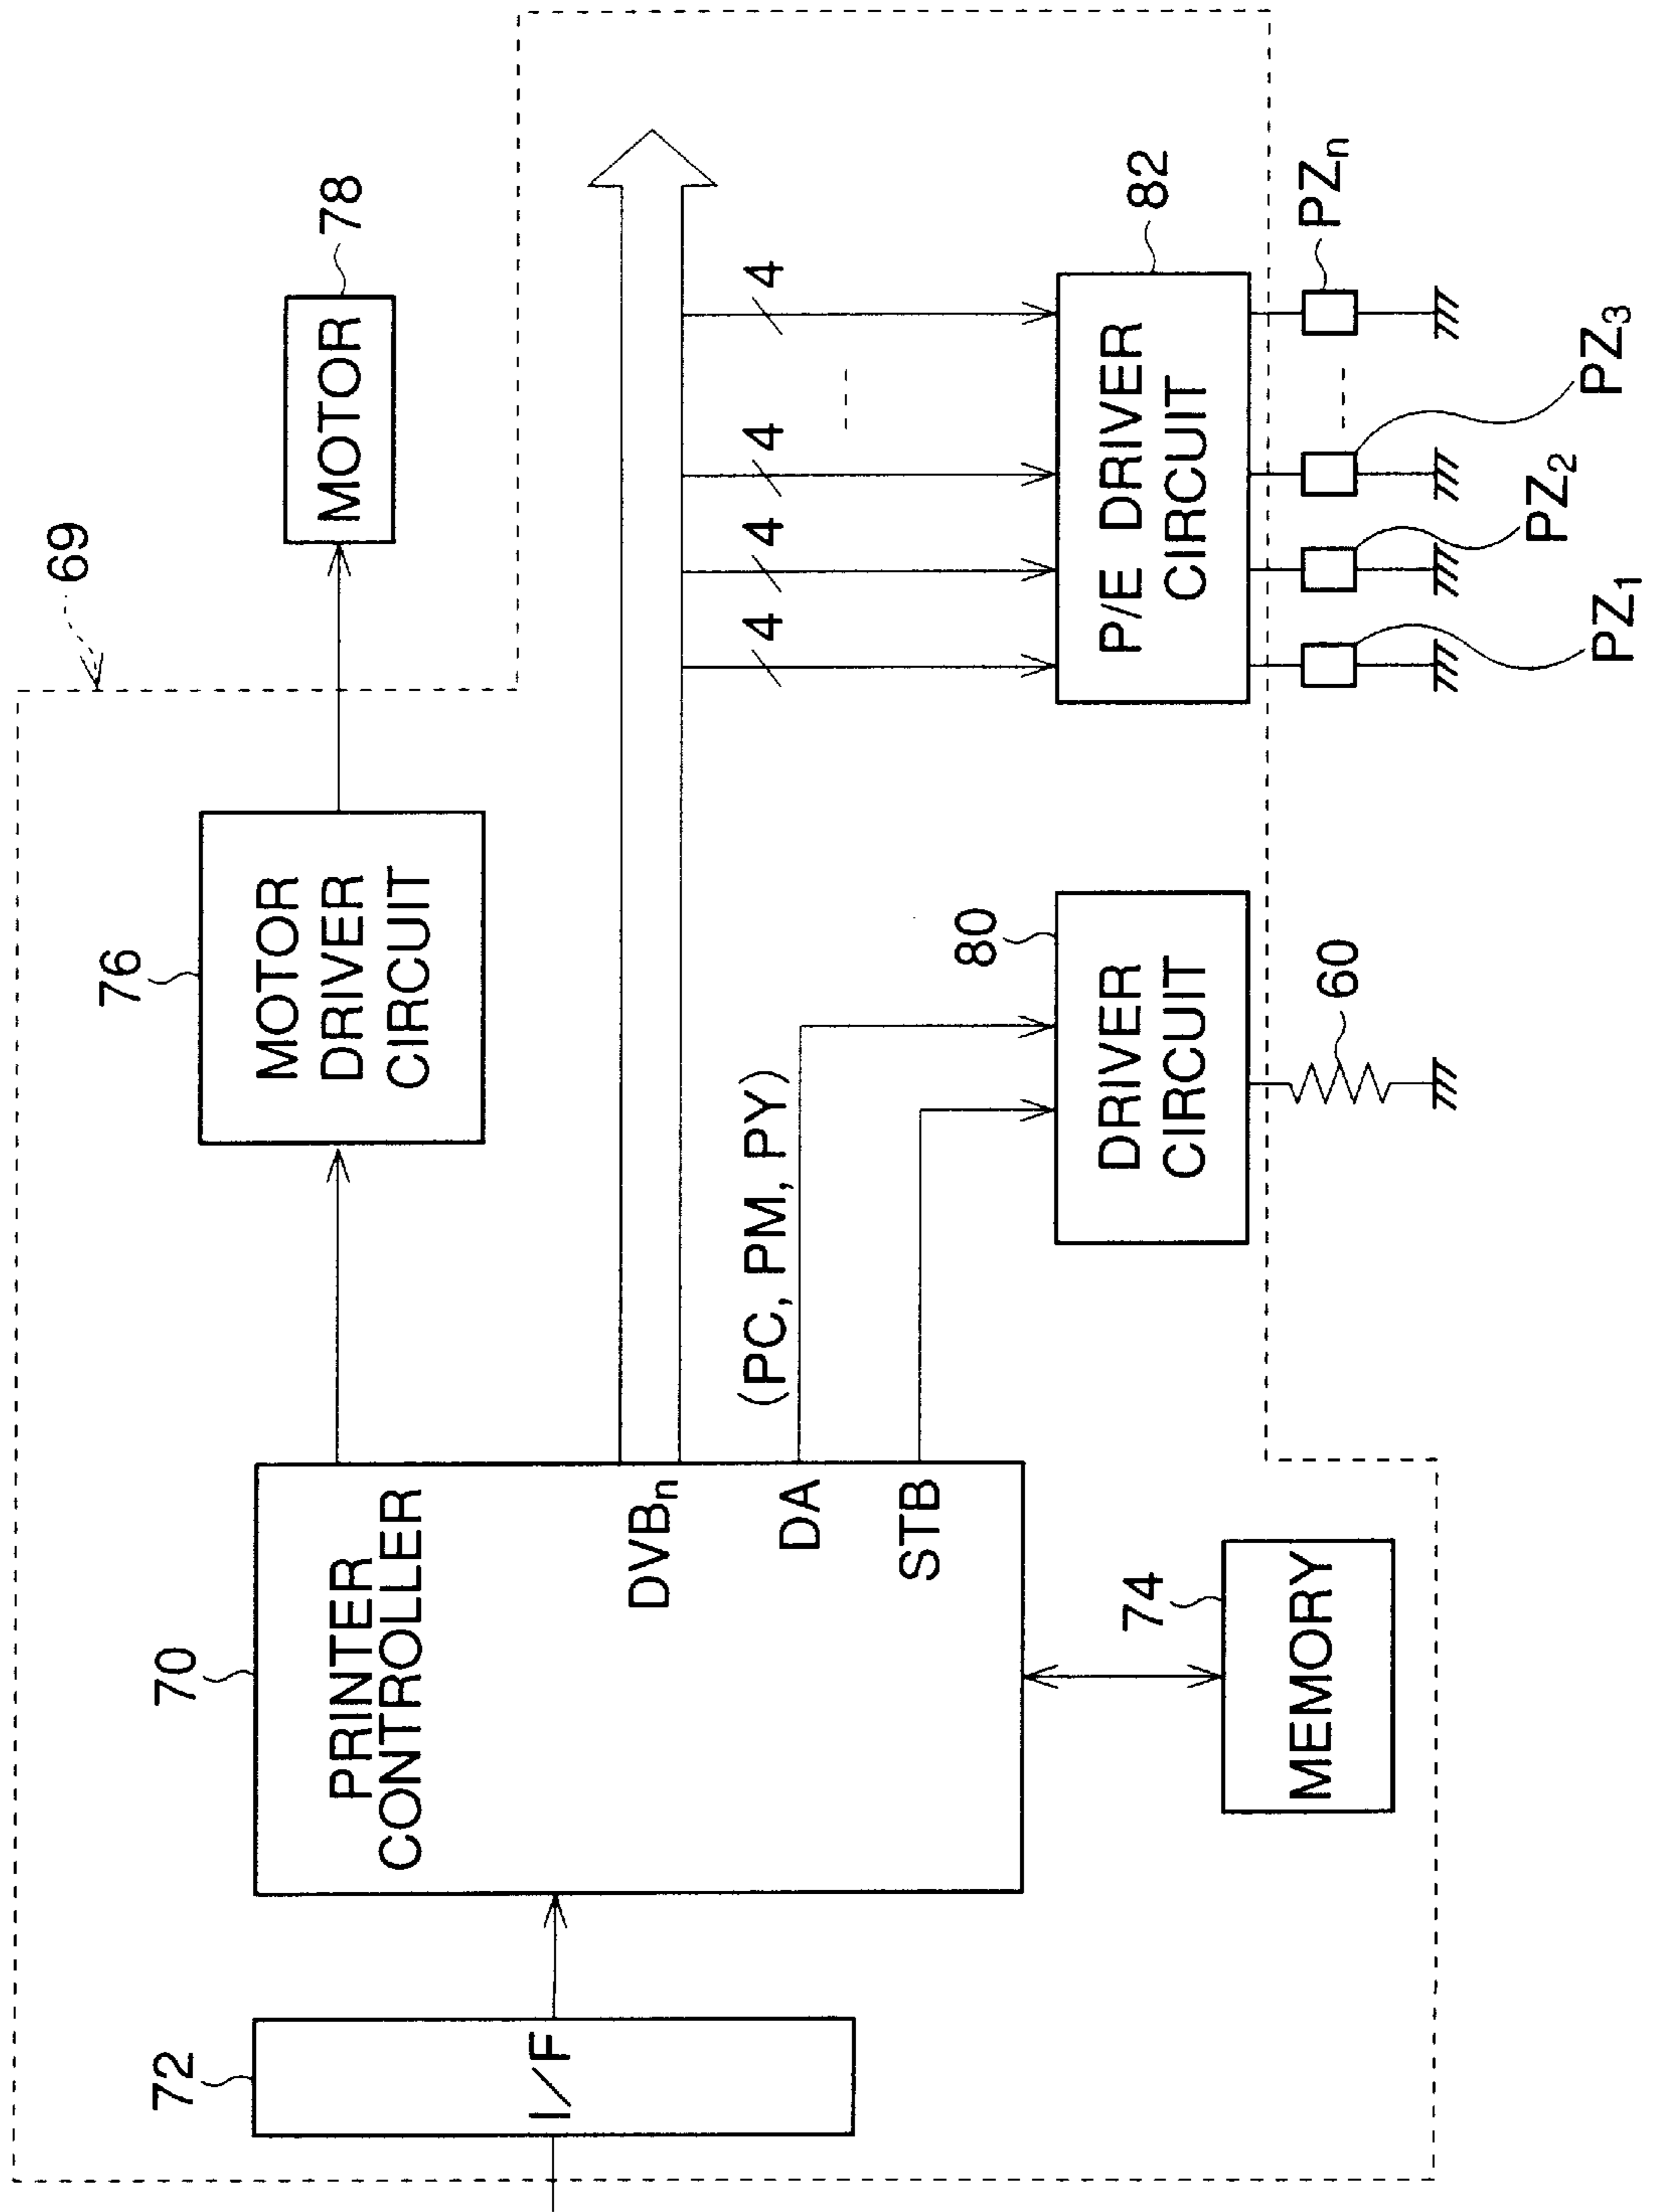 69
76
MOTOR
DRIVER
CIRCUIT
78
MOTOR
72
I/F
70
PRINTER
CONTROLLER
DVBn
DA
STB
(PC, PM, PY)
4
4
4
4
74
MEMORY
80
DRIVER
CIRCUIT
60
82
P/E DRIVER
CIRCUIT
PZ1
PZ2
PZ3
PZn